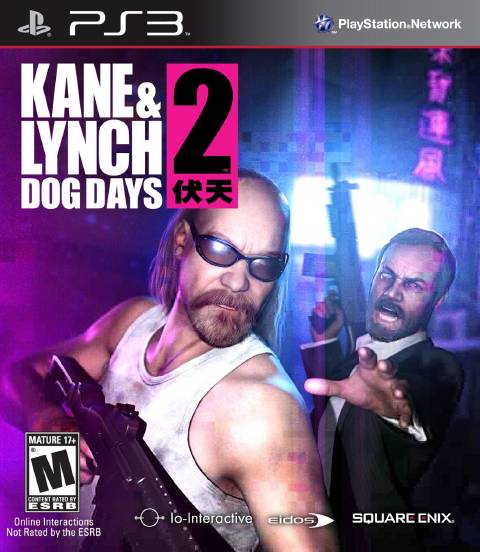 PS3
PlayStation®Network
KANE &
LYNCH
DOG DAYS
2
伏天
MATURE 17+
M
CONTENT RATED BY
ESRB
Online Interactions
Not Rated by the ESRB
Io-Interactive
eidos
SQUARE ENIX.